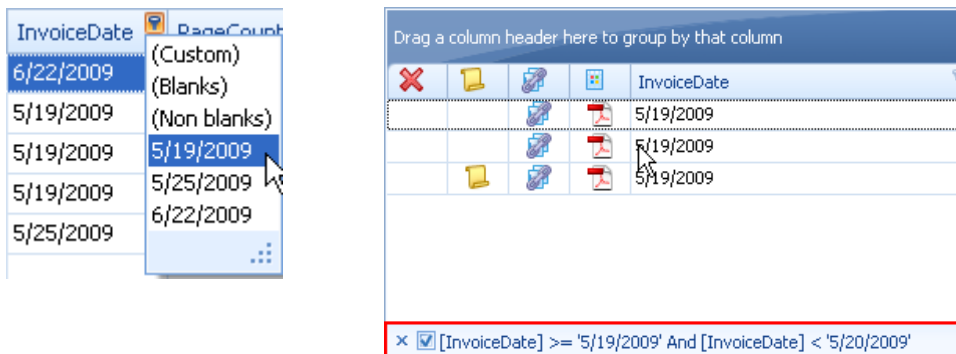 InvoiceDate PageCount
6/22/2009
5/19/2009
5/19/2009
5/19/2009
5/25/2009
(Custom)
(Blanks)
(Non blanks)
5/19/2009
5/25/2009
6/22/2009
Drag a column header here to group by that column
InvoiceDate
5/19/2009
5/19/2009
5/19/2009
[InvoiceDate] >= '5/19/2009' And [InvoiceDate] < '5/20/2009'